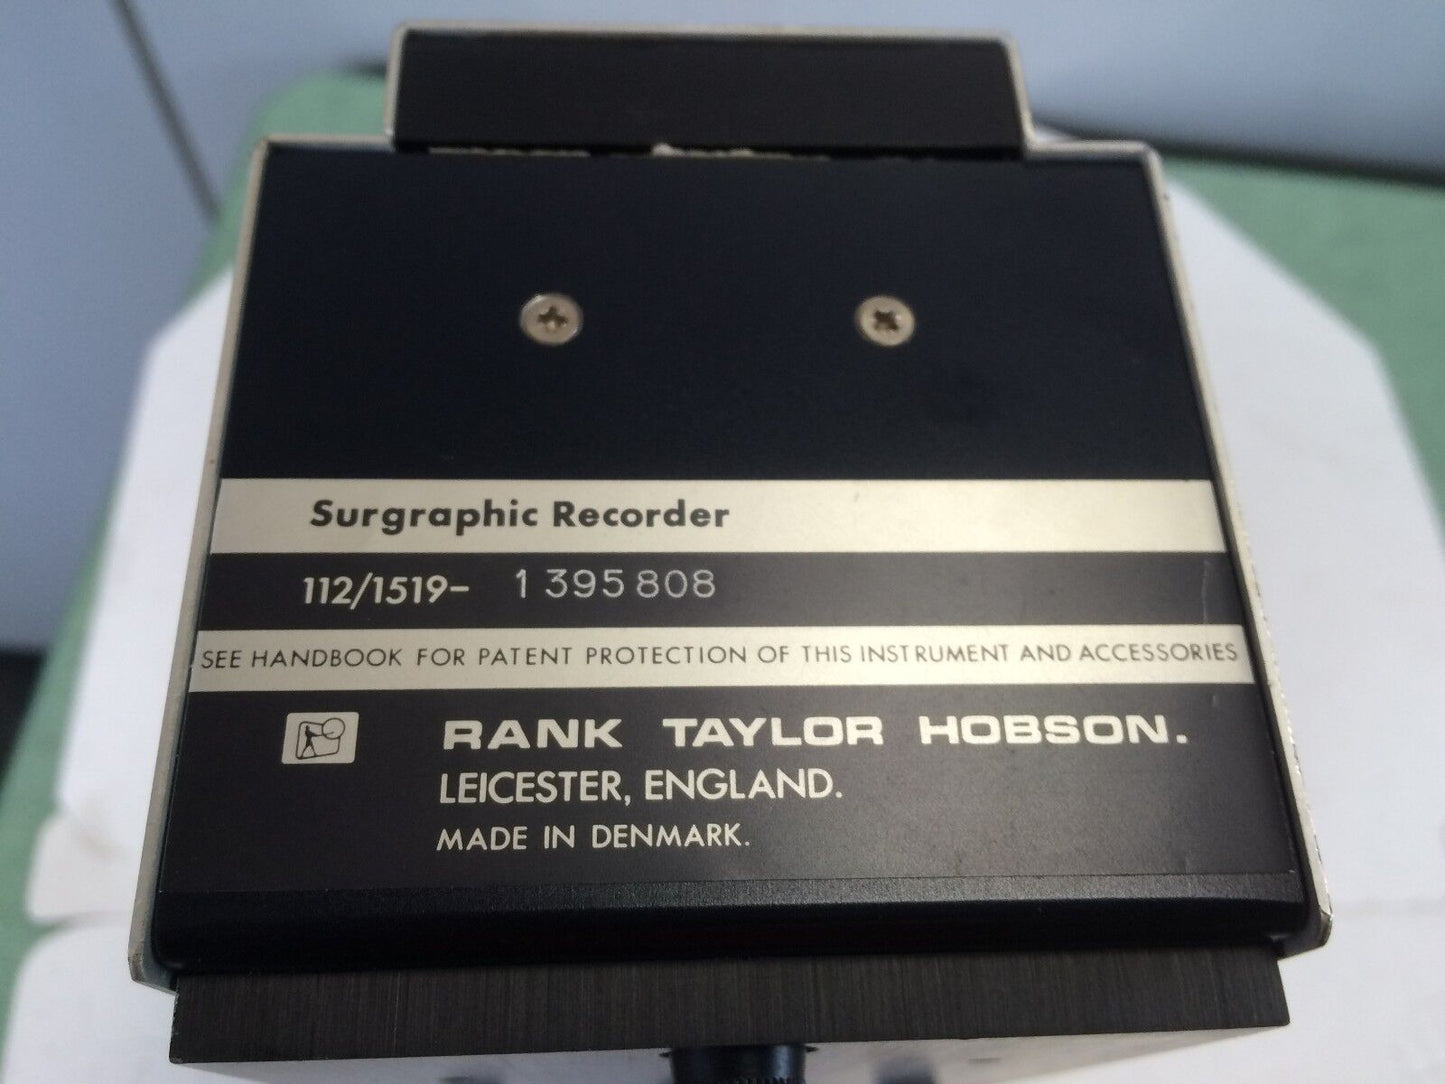 Surgraphic Recorder
112/1519- 1 395 808
SEE HANDBOOK FOR PATENT PROTECTION OF THIS INSTRUMENT AND ACCESSORIES
RANK TAYLOR HOBSON.
LEICESTER, ENGLAND.
MADE IN DENMARK.